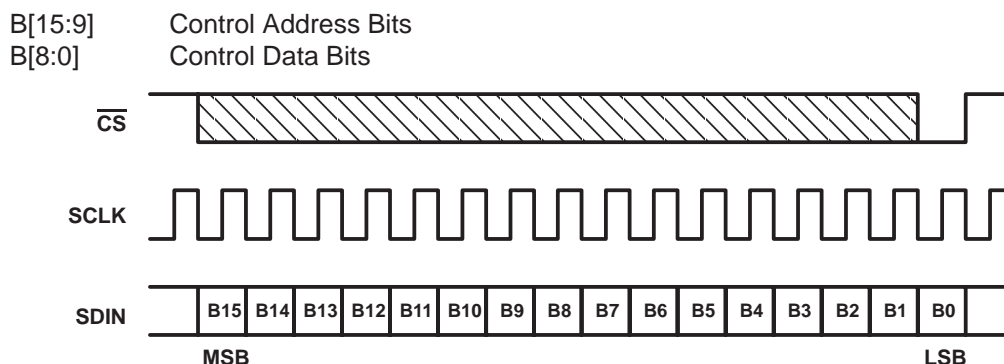 B[15:9] Control Address Bits
B[8:0] Control Data Bits
CS
SCLK
SDIN B15 B14 B13 B12 B11 B10 B9 B8 B7 B6 B5 B4 B3 B2 B1 B0
MSB LSB